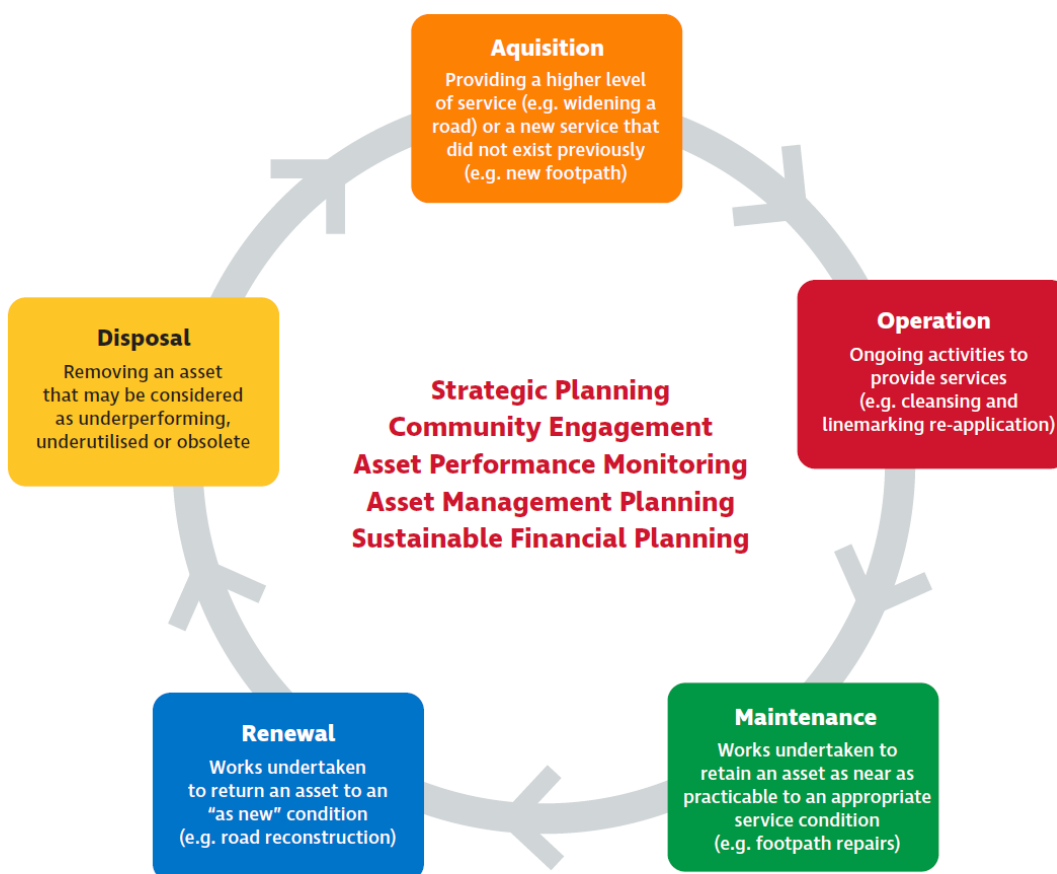 Aquisition
Providing a higher level
of service (e.g. widening a
road) or a new service that
did not exist previously
(e.g. new footpath)
Operation
Ongoing activities to
provide services
(e.g. cleansing and
linemarking re-application)
Maintenance
Works undertaken to
retain an asset as near as
practicable to an appropriate
service condition
(e.g. footpath repairs)
Renewal
Works undertaken
to return an asset to an
“as new” condition
(e.g. road reconstruction)
Disposal
Removing an asset
that may be considered
as underperforming,
underutilised or obsolete
Strategic Planning
Community Engagement
Asset Performance Monitoring
Asset Management Planning
Sustainable Financial Planning